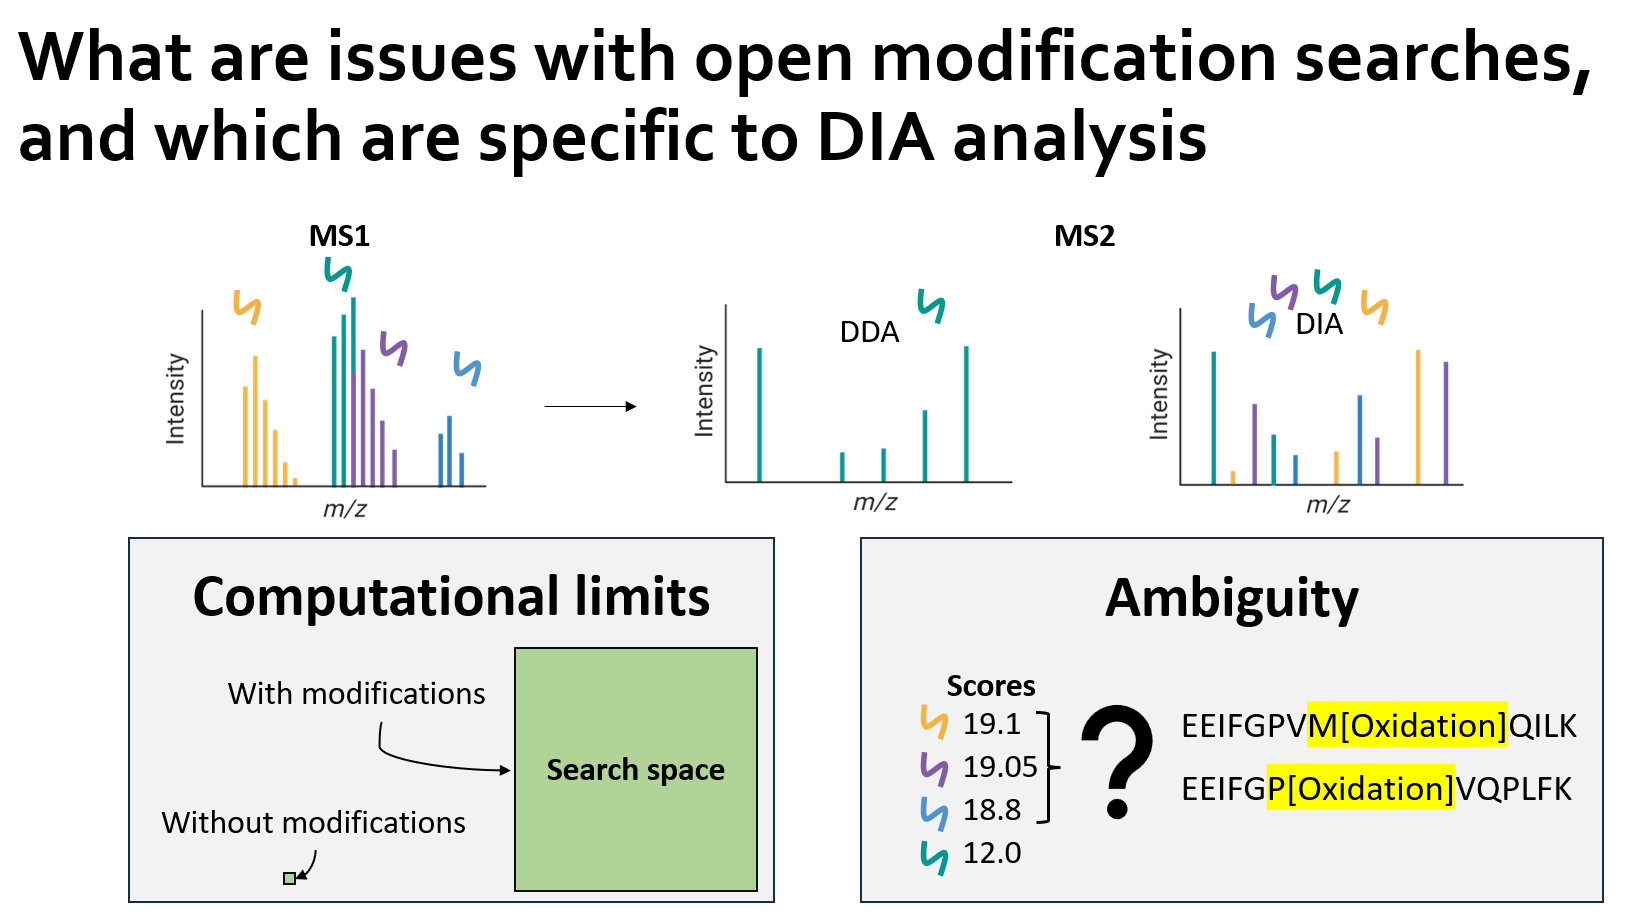 What are issues with open modification searches,
and which are specific to DIA analysis
MS1
MS2
Intensity
m/z
DDA
Intensity
m/z
DIA
Intensity
m/z
Computational limits
With modifications
Search space
Without modifications
Ambiguity
Scores
19.1
19.05
18.8
12.0
?
EEIFGPVM[Oxidation]QILK
EEIFGP[Oxidation]VQPLFK